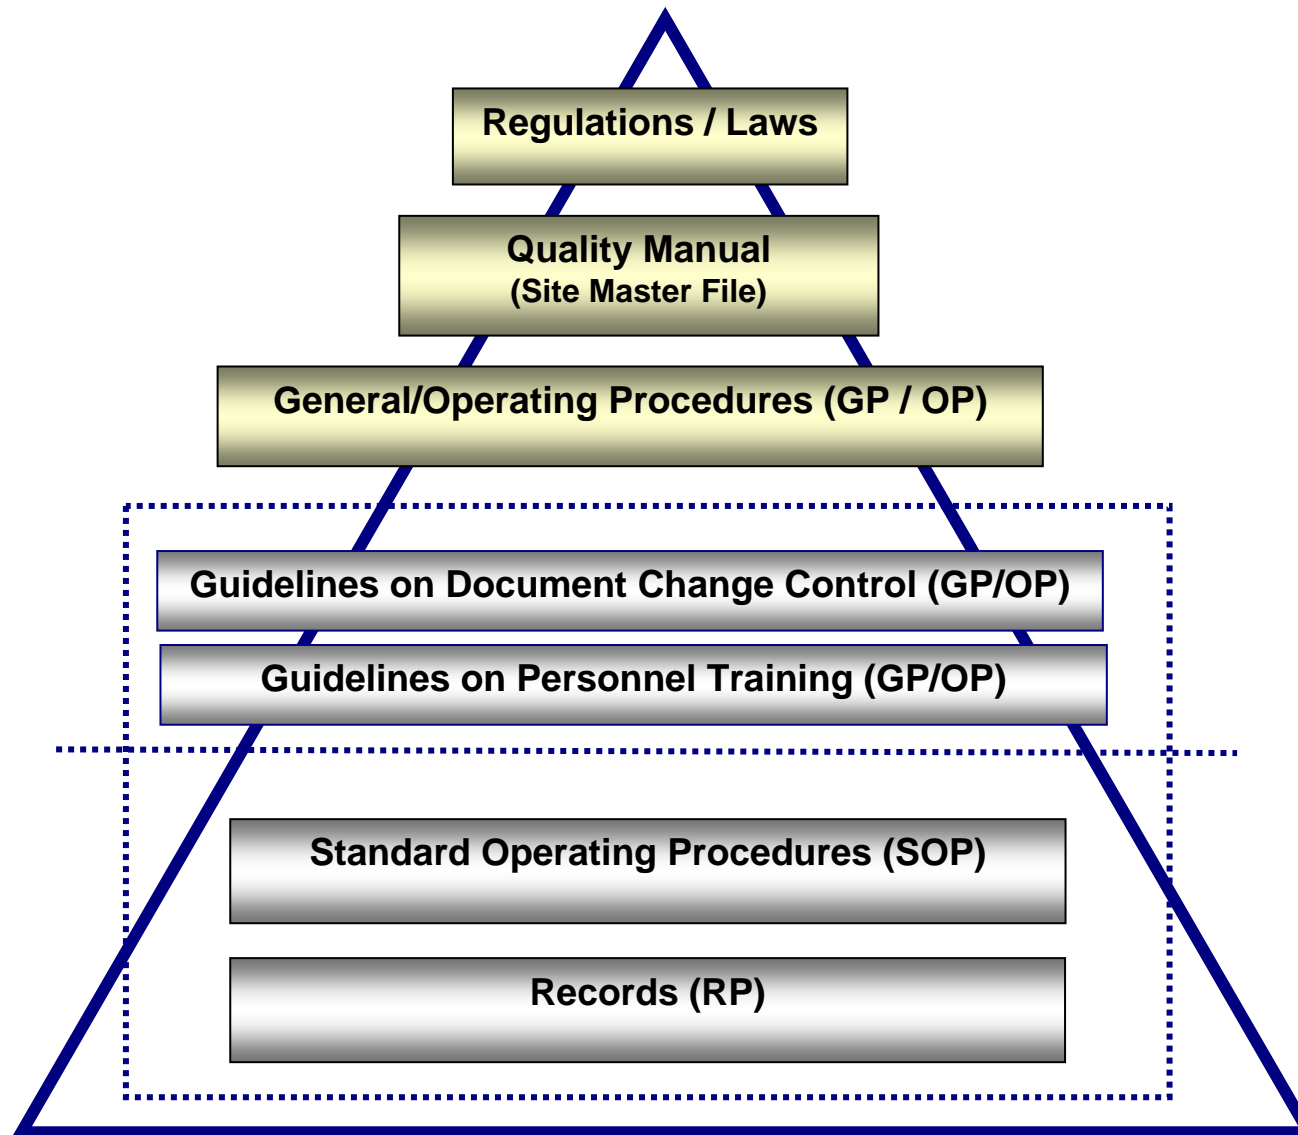 Regulations / Laws
Quality Manual
(Site Master File)
General/Operating Procedures (GP / OP)
Guidelines on Document Change Control (GP/OP)
Guidelines on Personnel Training (GP/OP)
Standard Operating Procedures (SOP)
Records (RP)